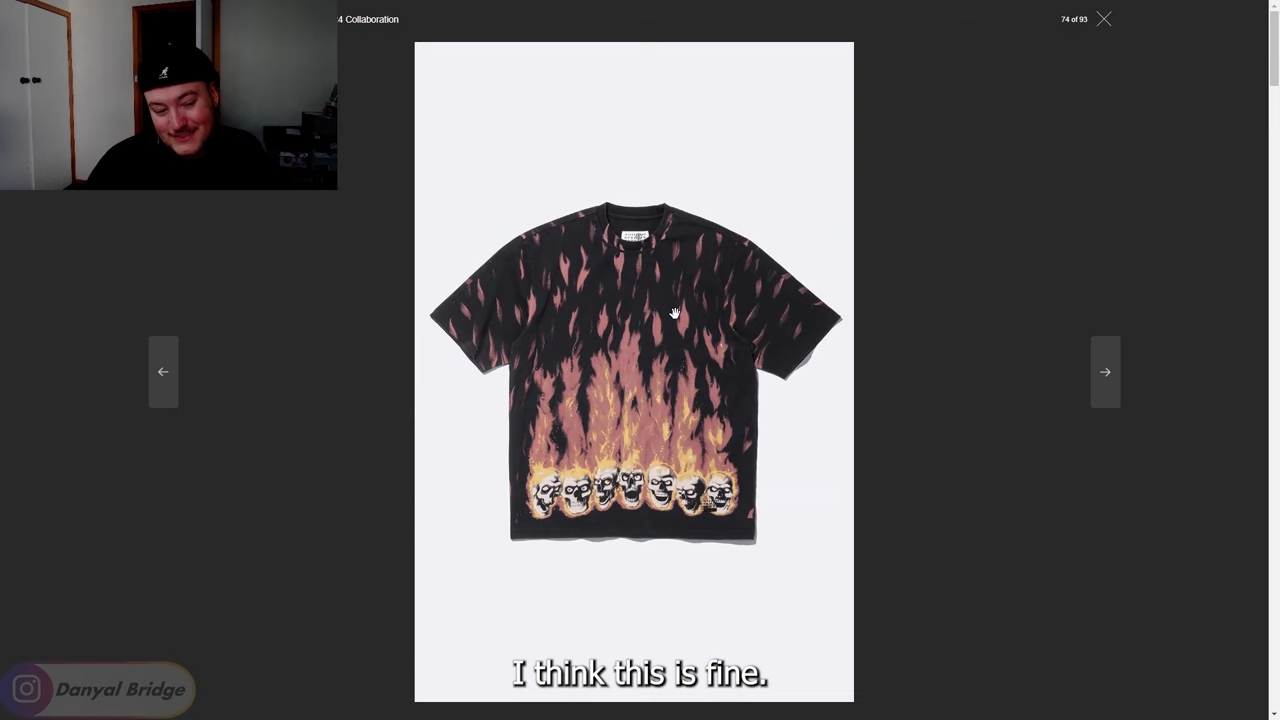 4 Collaboration
74 of 93
I think this is fine.
Danyal Bridge